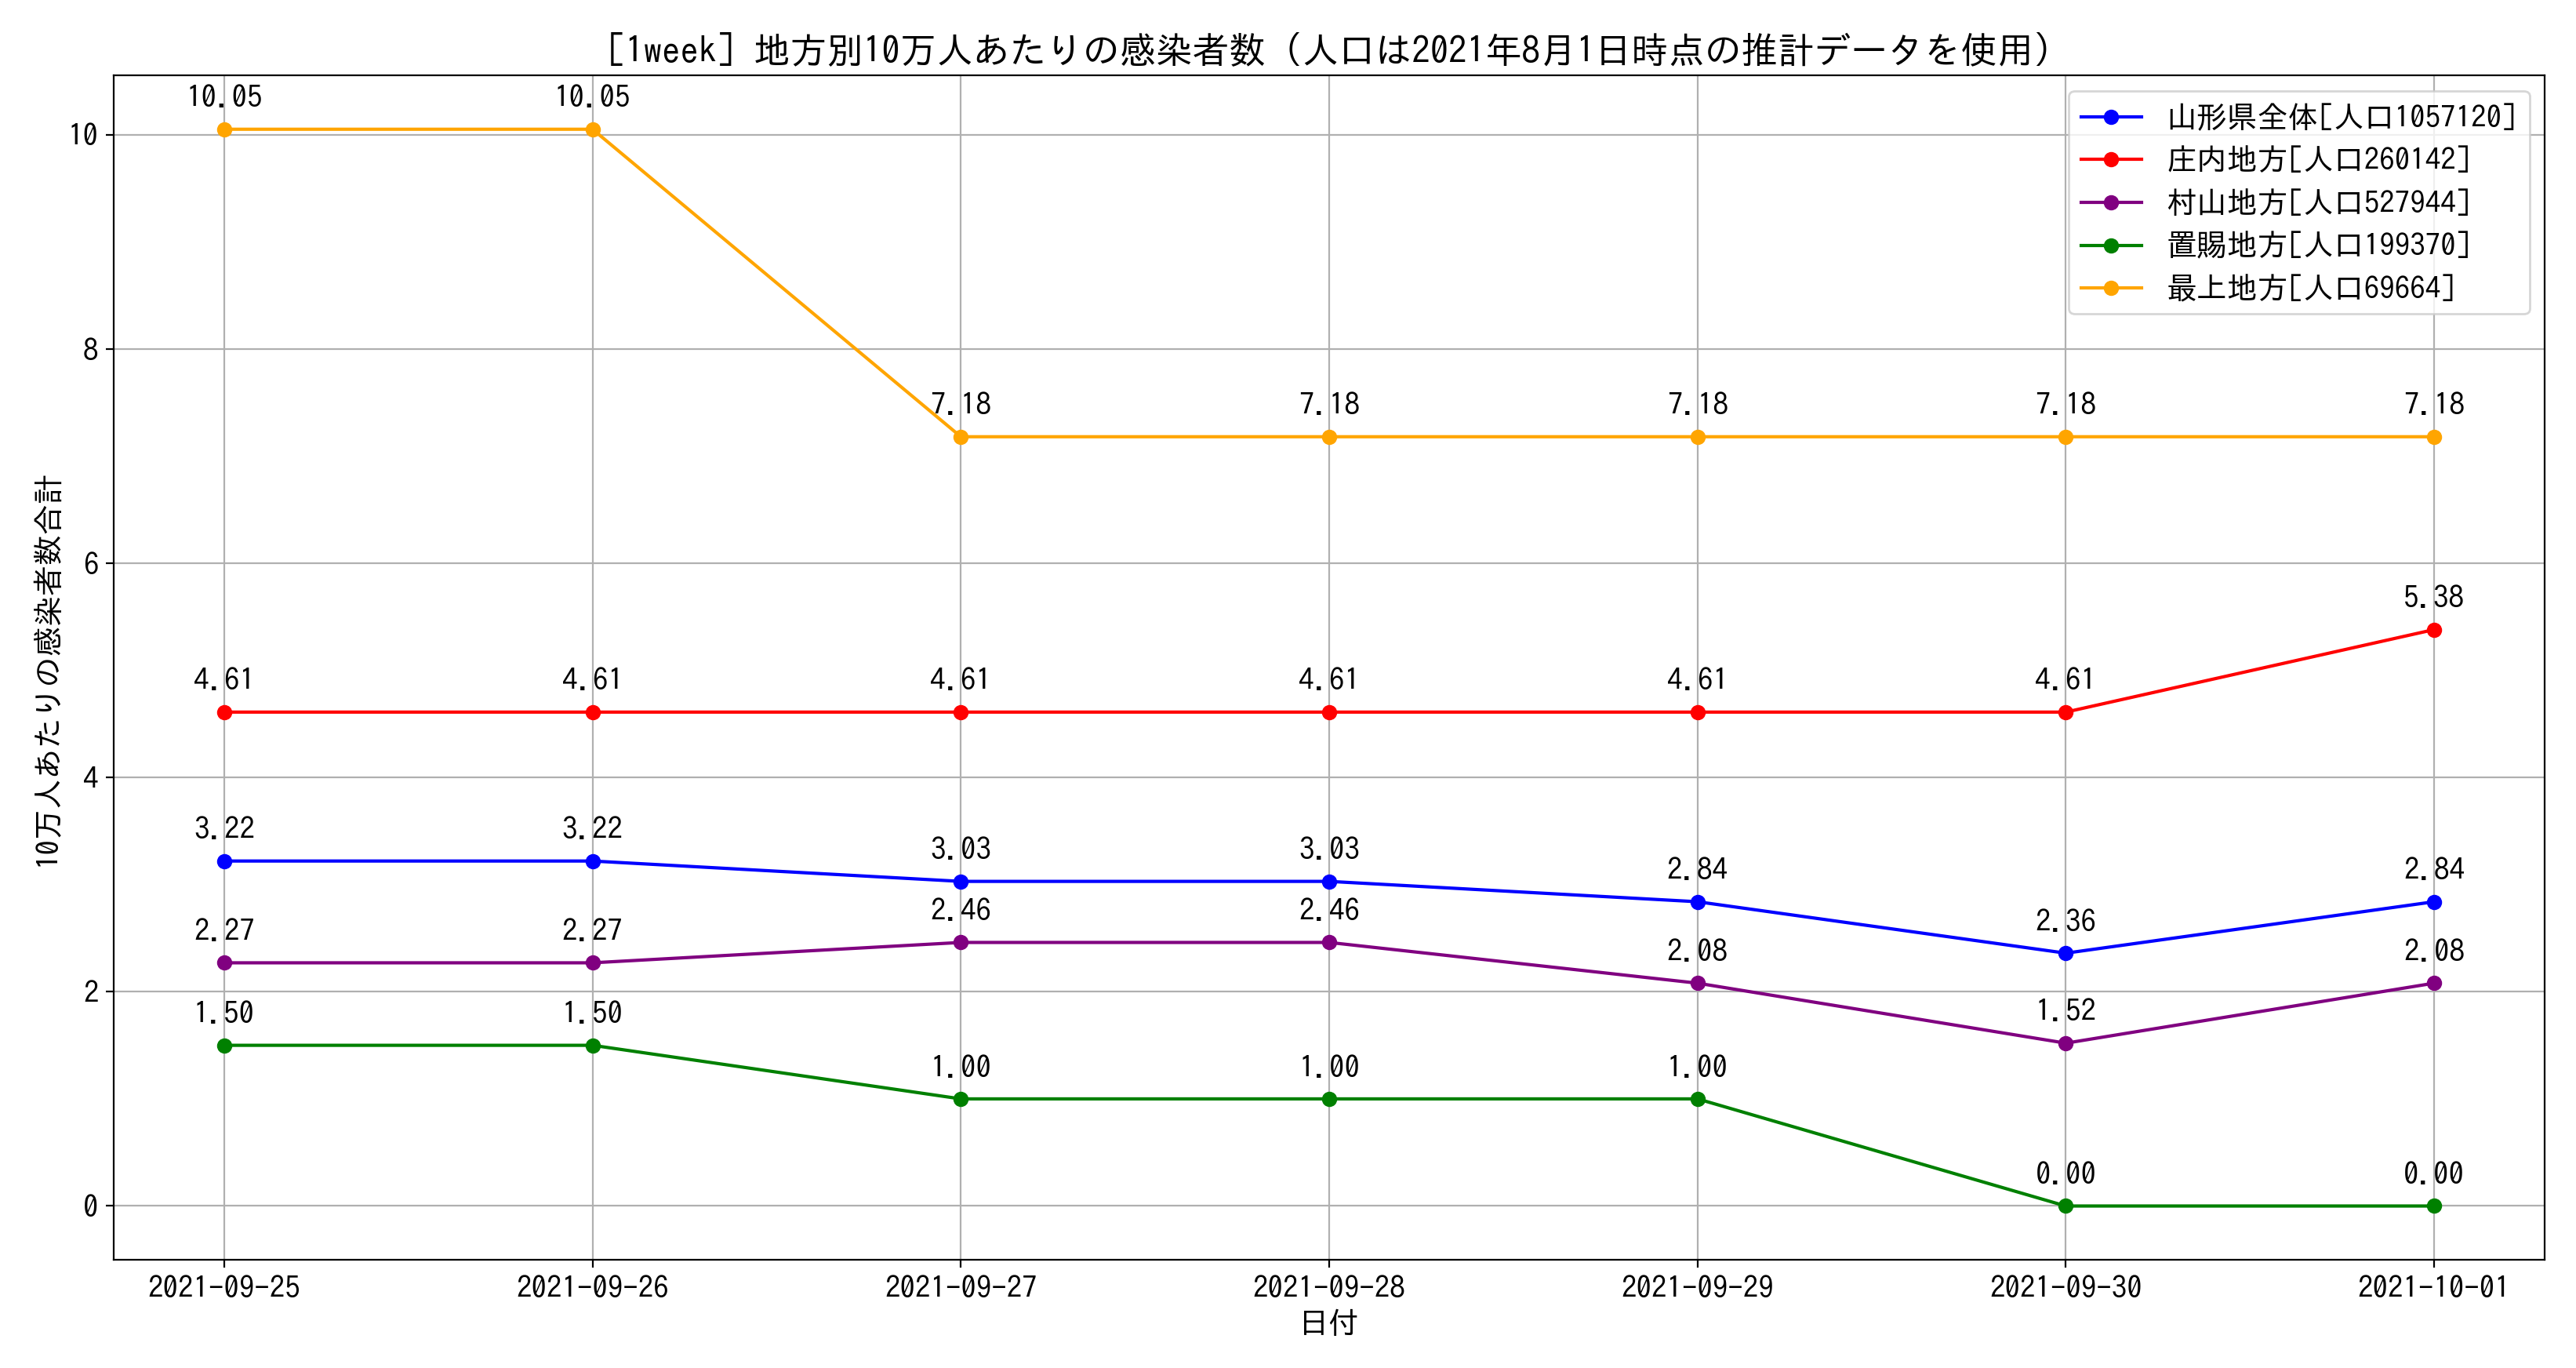 [1week] 地方別10万人あたりの感染者数（人口は2021年8月1日時点の推計データを使用）
山形県全体[人口1057120]
庄内地方[人口260142]
村山地方[人口527944]
置賜地方[人口199370]
最上地方[人口69664]
10万人あたりの感染者数合計
10
8
6
4
2
0
10.05 10.05 7.18 7.18 7.18 7.18 7.18
4.61 4.61 4.61 4.61 4.61 4.61 5.38
3.22 3.22 3.03 3.03 2.84 2.36 2.84
2.27 2.27 2.46 2.46 2.08 1.52 2.08
1.50 1.50 1.00 1.00 1.00 0.00 0.00
2021-09-25 2021-09-26 2021-09-27 2021-09-28 2021-09-29 2021-09-30 2021-10-01
日付